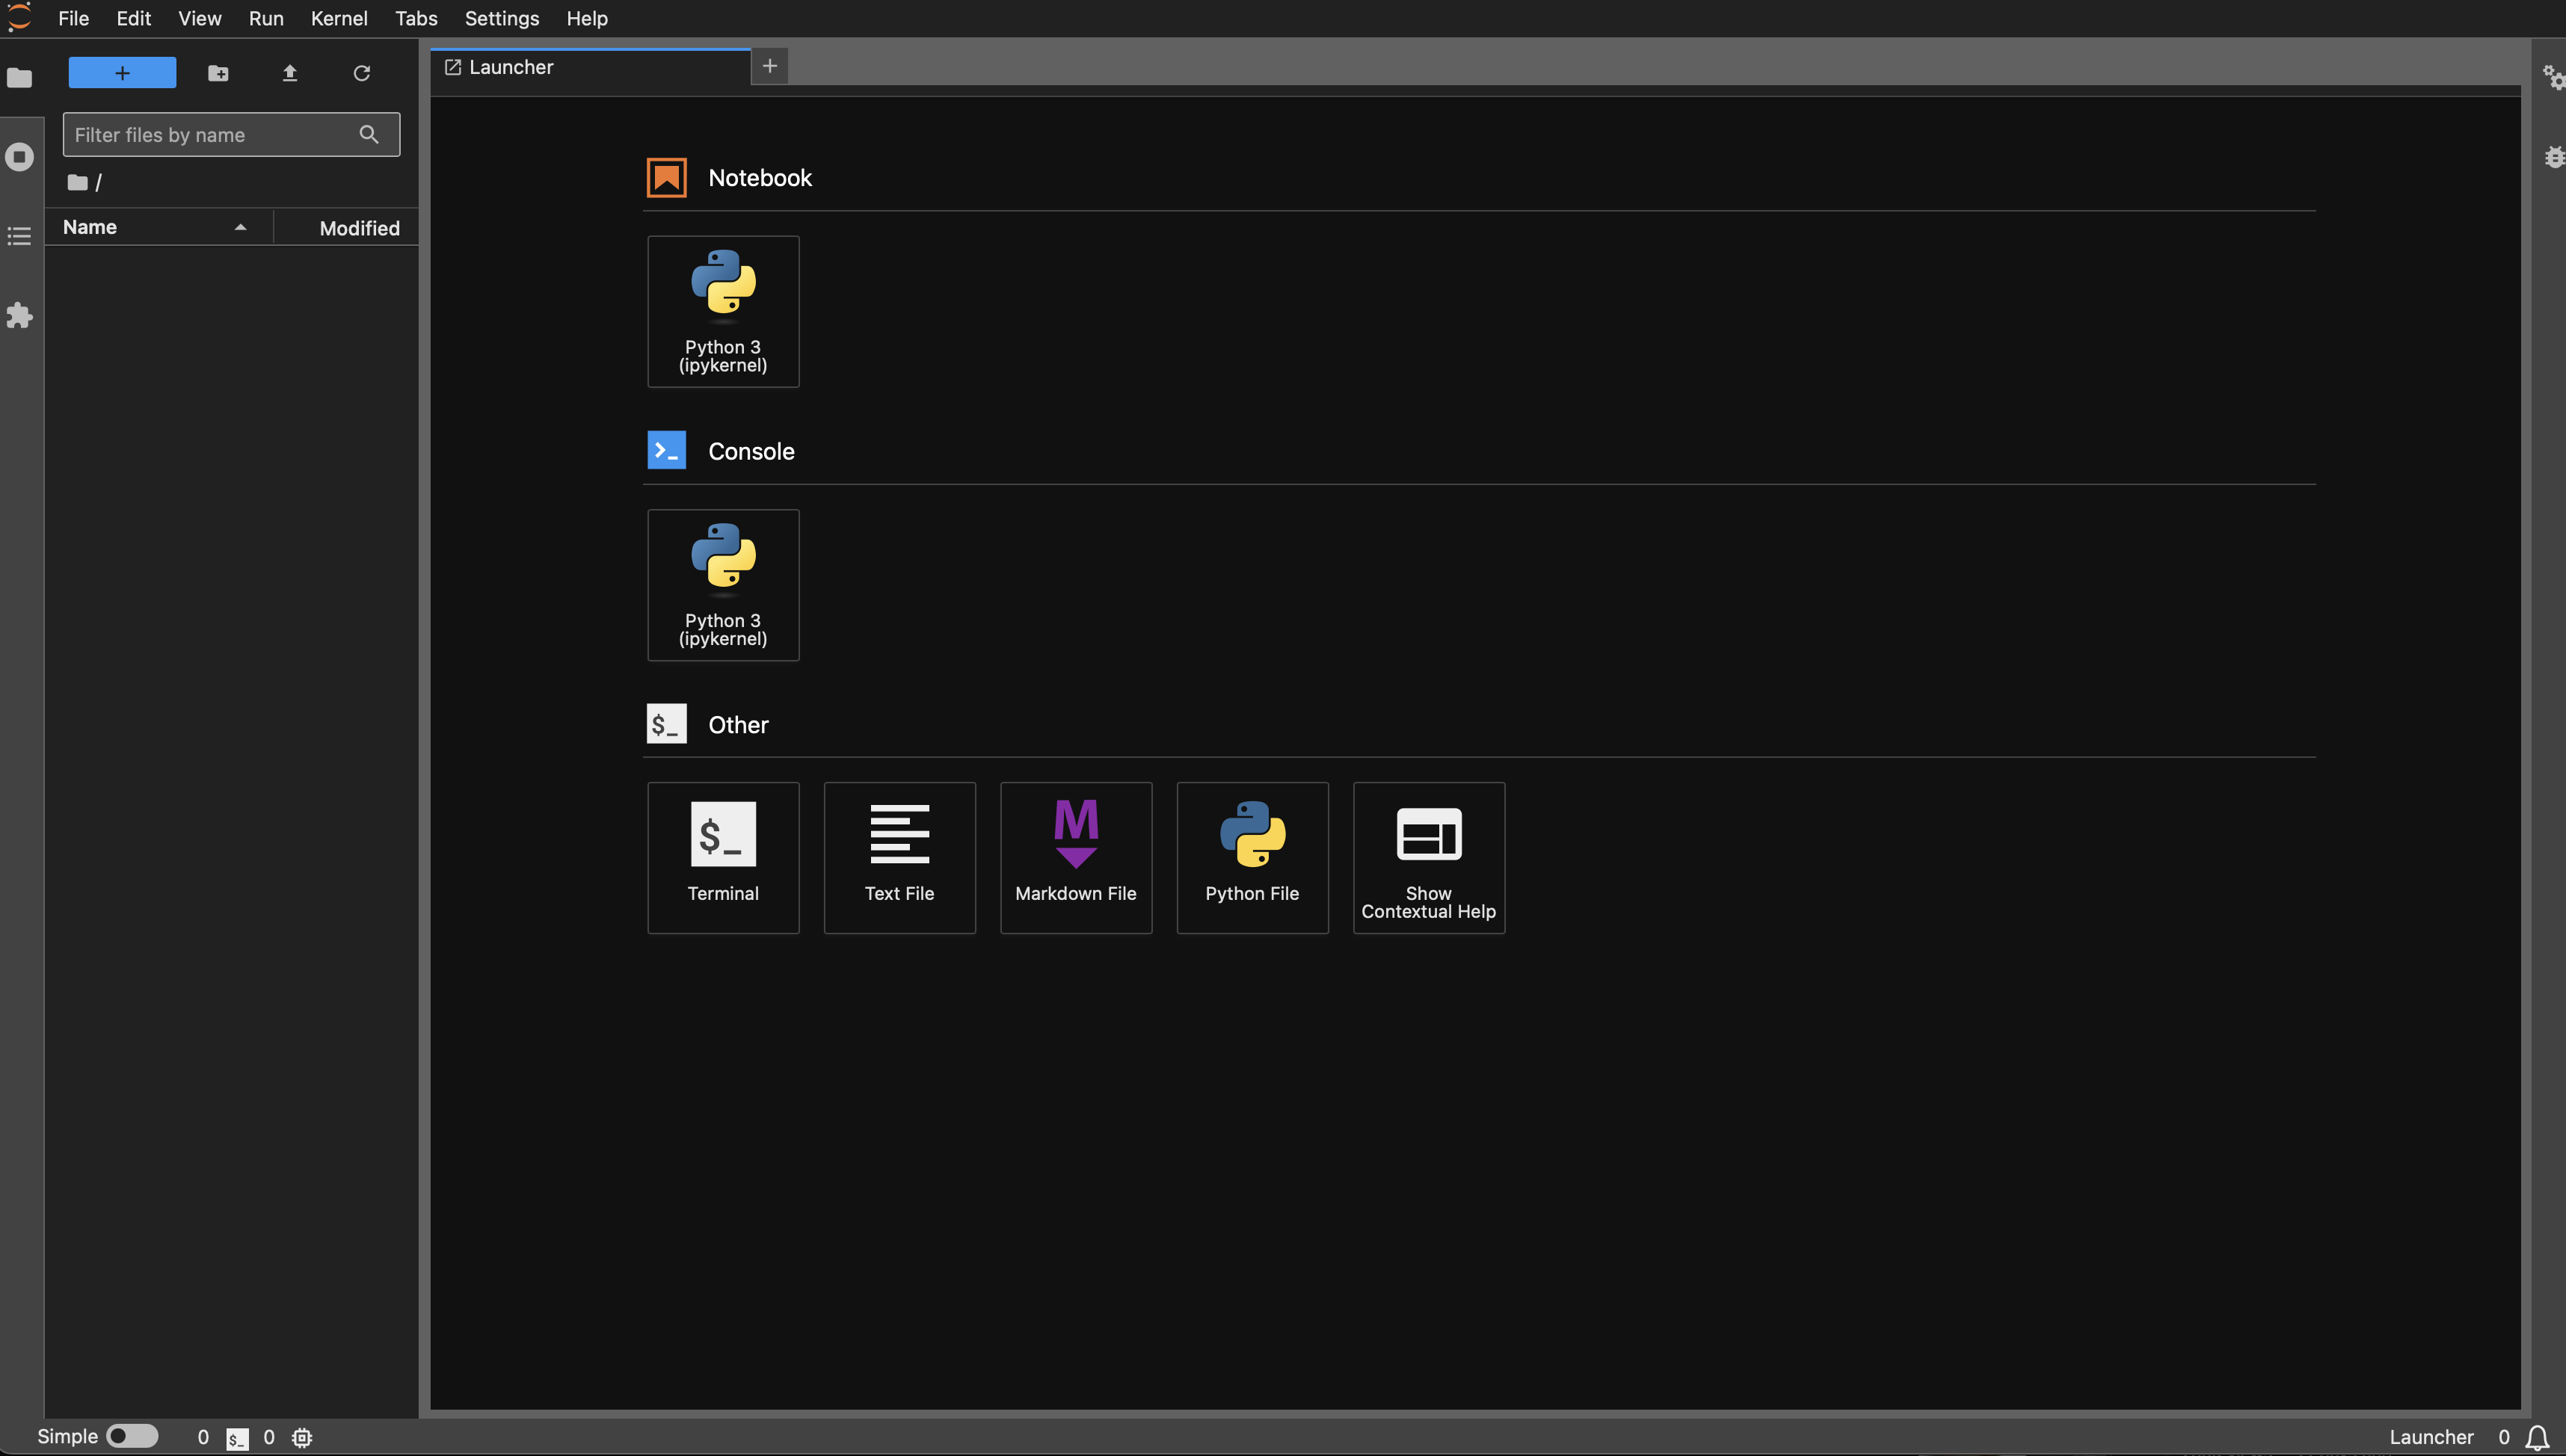 File Edit View Run Kernel Tabs Settings Help
Launcher
Filter files by name
/
Name Modified
Notebook
Python 3
(ipykernel)
Console
>_
Python 3
(ipykernel)
$_
Other
$_
Terminal
Text File
M
Markdown File
Python File
Show
Contextual Help
Simple 0 $_ 0
Launcher 0